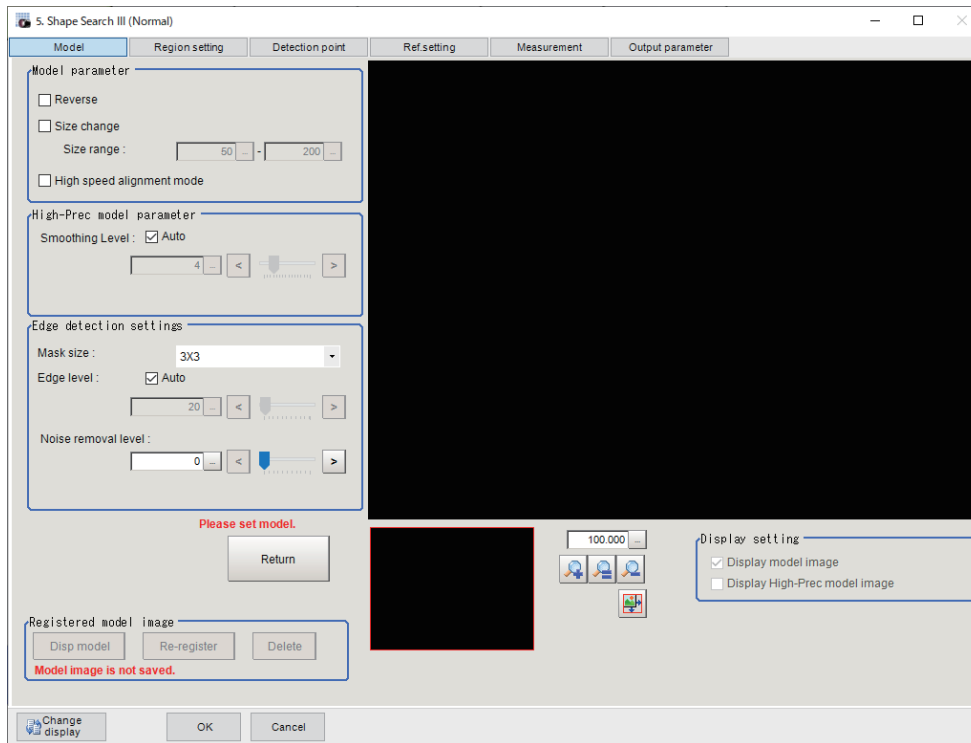 5. Shape Search III (Normal)
Model Region setting Detection point Ref.setting Measurement Output parameter
Model parameter
Reverse
Size change
Size range : 50 ... - 200 ...
High speed alignment mode
High-Prec model parameter
Smoothing Level : Auto
4 ... < >
Edge detection settings
Mask size : 3X3
Edge level : Auto
20 ... < >
Noise removal level :
0 ... < >
Please set model.
Return
100.000 ...
Display setting
Display model image
Display High-Prec model image
Registered model image
Disp model Re-register Delete
Model image is not saved.
Change
display
OK Cancel